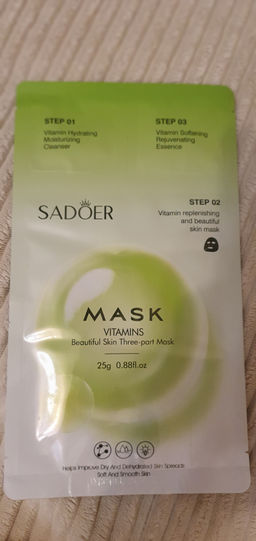 STEP 01
Vitamin Hydrating
Moisturizing
Cleanser
STEP 03
Vitamin Softening
Rejuvenating
Essence
SADOER
STEP 02
Vitamin replenishing
and beautiful
skin mask
MASK
VITAMINS
Beautiful Skin Three-part Mask
25g 0.88fl.oz
Helps Improve Dry And Dehydrated Skin Spreads
Soft And Smooth Skin